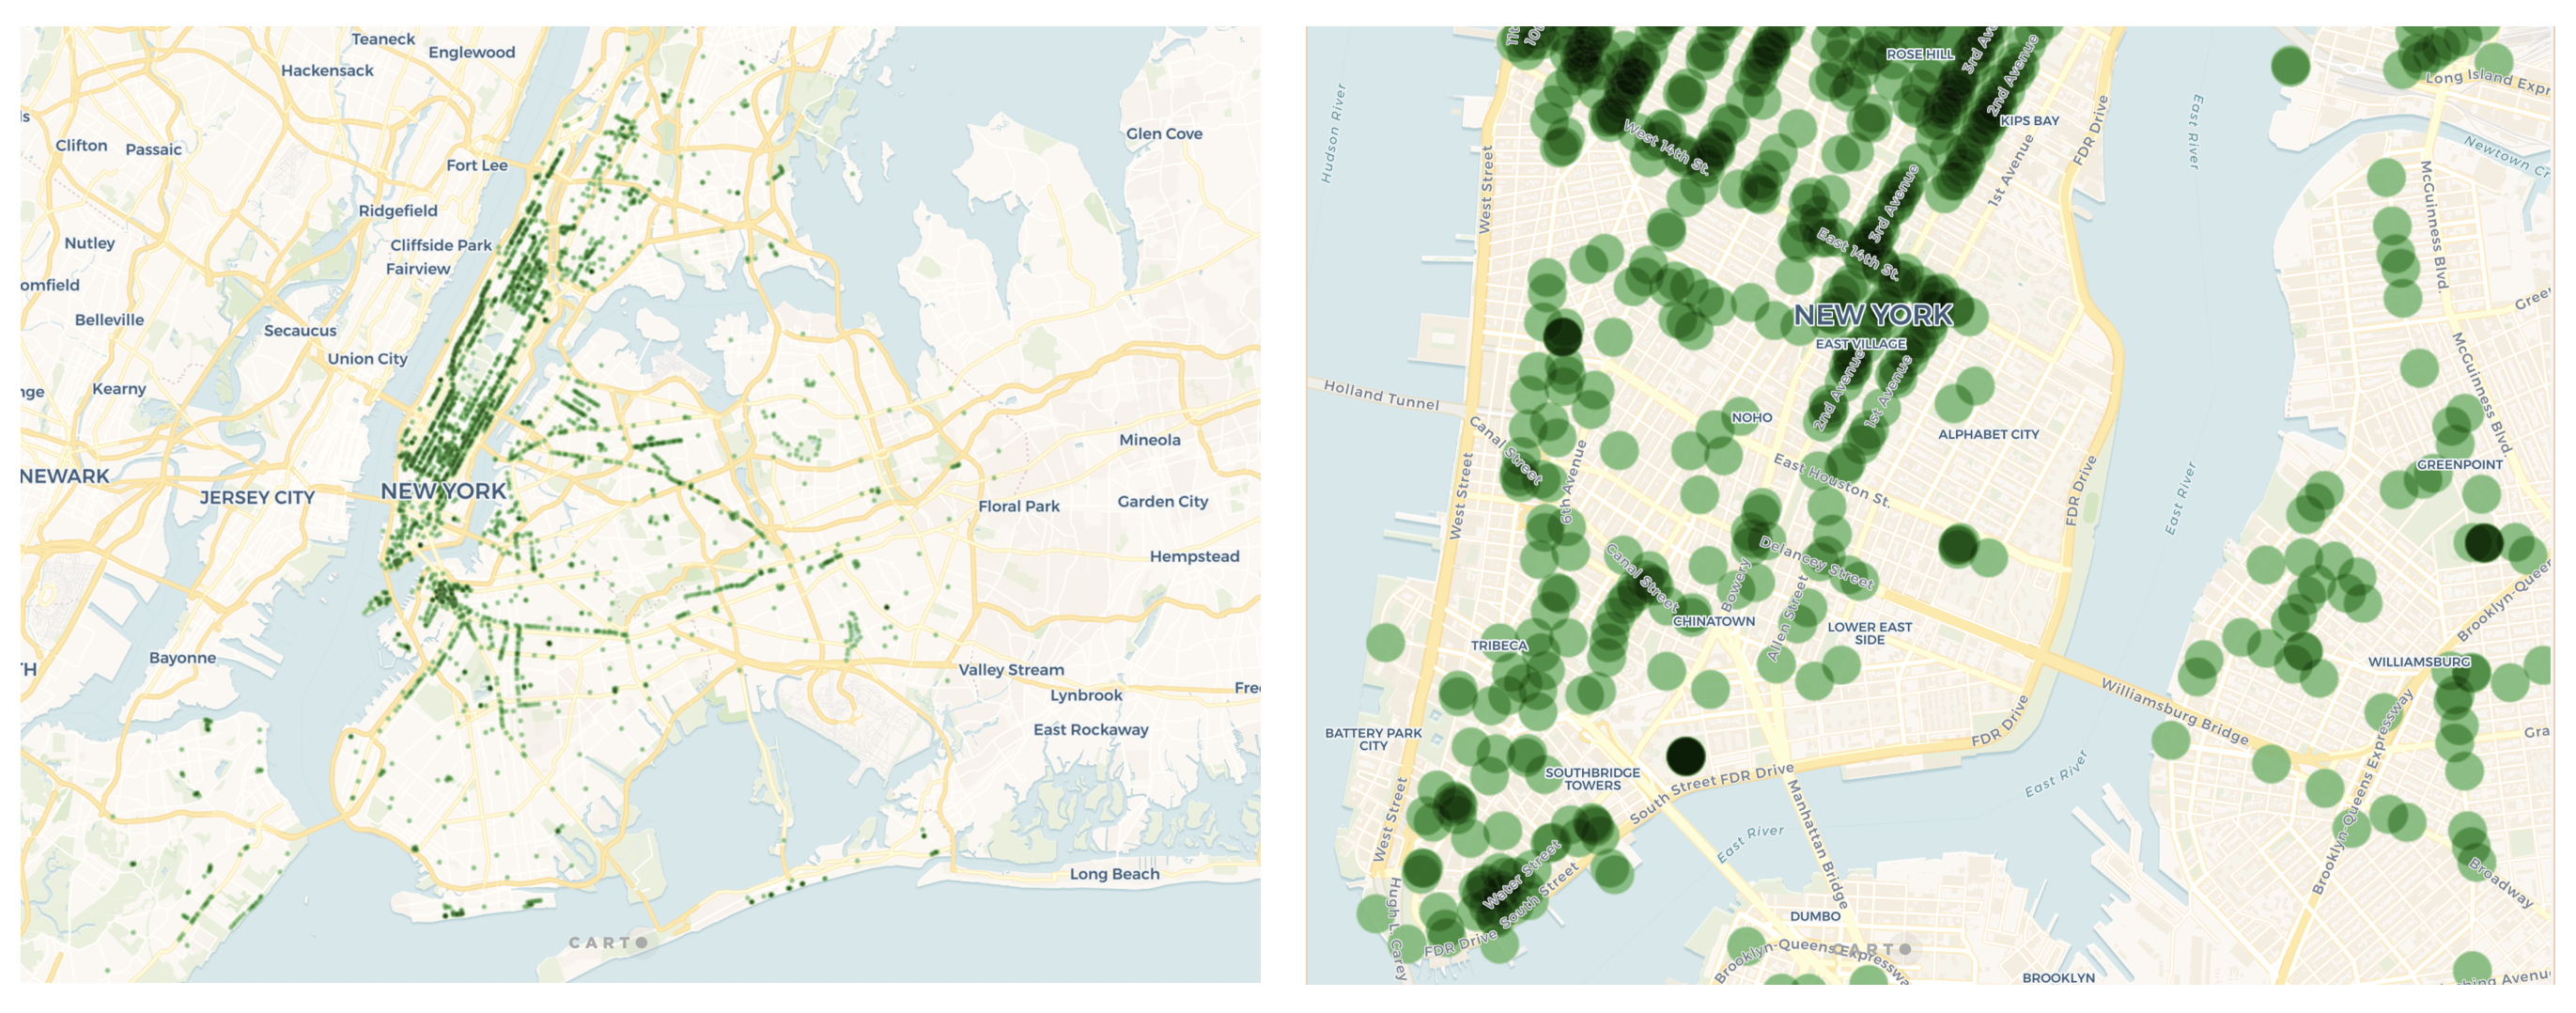 Teaneck
Englewood
Hackensack
Glen Cove
Clifton
Passaic
Fort Lee
Ridgefield
Nutley
Cliffside Park
Fairview
omfield
Belleville
Secaucus
Union City
nge
Kearny
Mineola
NEWARK
JERSEY CITY
NEW YORK
Floral Park
Garden City
Hempstead
Bayonne
TH
Valley Stream
Lynbrook
Fre
East Rockaway
Long Beach
CARTO
ROSE HILL
3rd Ave
2nd Avenue
Long Island Expr
Hudson River
West 14th St.
KIPS BAY
FDR Drive
East River
Newtown Cr
West Street
3rd Avenue
1st Avenue
McGuinness Blvd.
East 14th St.
Gree
NEW YORK
EAST VILLAGE
Holland Tunnel
2nd Avenue
1st Avenue
McGuinness Blvd
NOHO
ALPHABET CITY
Canal Street
6th Avenue
East Houston St.
GREENPOINT
West Street
FDR Drive
East River
Canal Street
Delancey Street
Bowery
Allen Street
CHINATOWN
LOWER EAST
SIDE
TRIBECA
Brooklyn-Quee
WILLIAMSBURG
Williamsburg Bridge
BATTERY PARK
CITY
FDR Drive
Gra
SOUTHBRIDGE
TOWERS
South Street
FDR Drive
East River
West Street
Manhattan Bridge
East River
Brooklyn-Queens Expressway
Water Street
South Street
Broadway
Hugh L. Carey
FDR Drive
DUMBO
Brooklyn-Queens Expressway
CARTO
BROOKLYN
shing Avenu